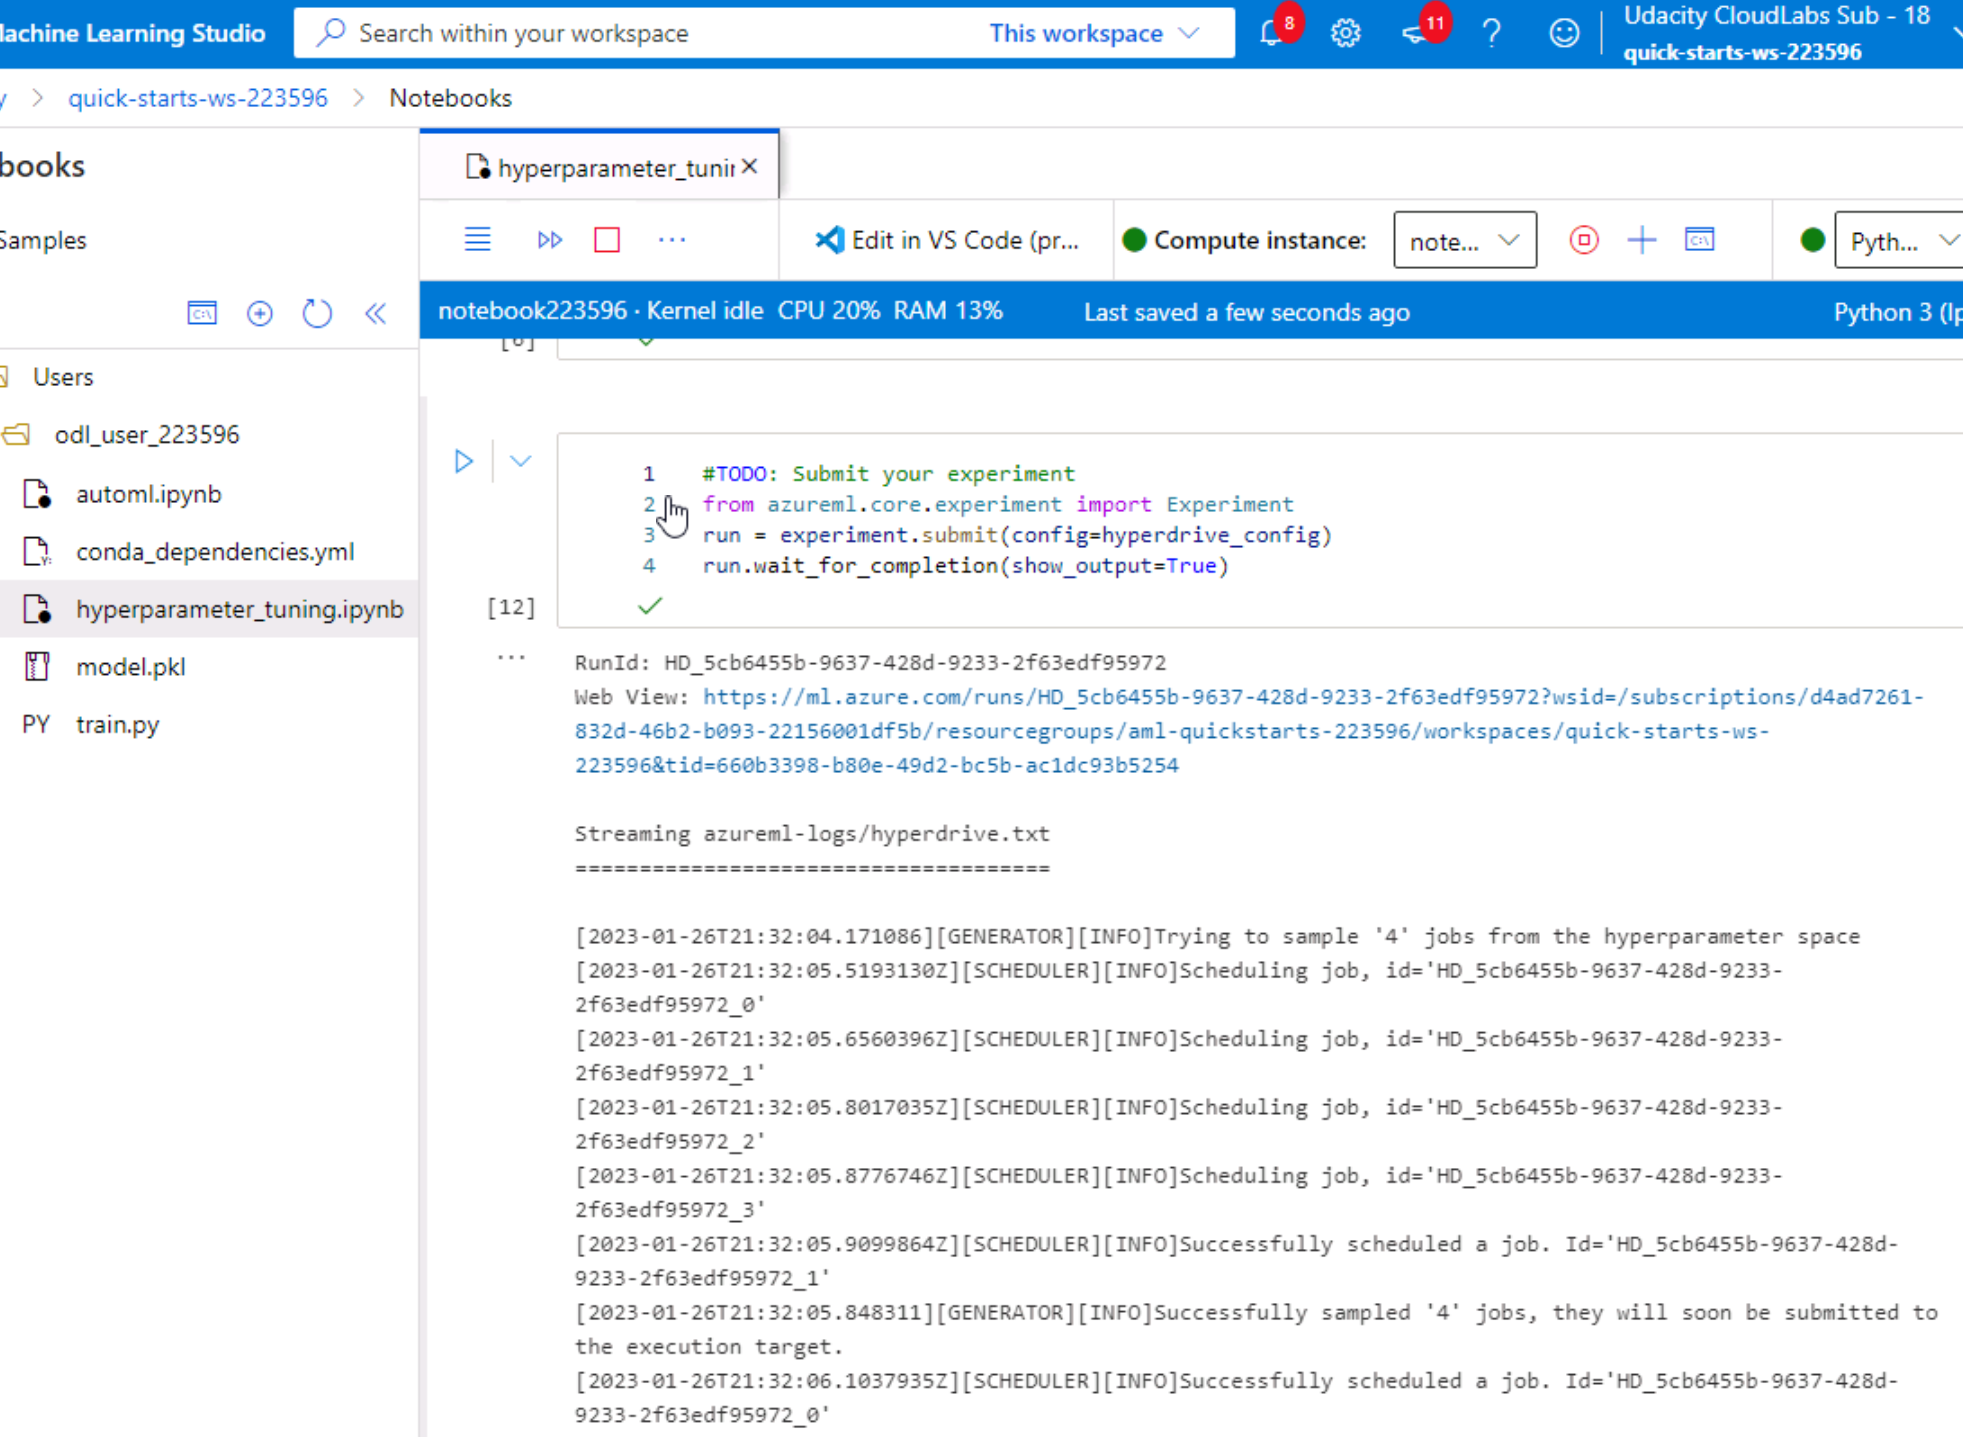 Machine Learning Studio
Search within your workspace
This workspace
8
11
?
Udacity CloudLabs Sub - 18
quick-starts-ws-223596
y > quick-starts-ws-223596 > Notebooks
books
hyperparameter_tunir
Samples
Edit in VS Code (pr...
Compute instance:
note...
Pyth...
notebook223596 · Kernel idle CPU 20% RAM 13%
Last saved a few seconds ago
Python 3 (Ip
[6]
Users
odl_user_223596
automl.ipynb
conda_dependencies.yml
hyperparameter_tuning.ipynb
model.pkl
PY train.py
1 #TODO: Submit your experiment
2 from azureml.core.experiment import Experiment
3 run = experiment.submit(config=hyperdrive_config)
4 run.wait_for_completion(show_output=True)
[12]
RunId: HD_5cb6455b-9637-428d-9233-2f63edf95972
Web View: https://ml.azure.com/runs/HD_5cb6455b-9637-428d-9233-2f63edf95972?wsid=/subscriptions/d4ad7261-
832d-46b2-b093-22156001df5b/resourcegroups/aml-quickstarts-223596/workspaces/quick-starts-ws-
223596&tid=660b3398-b80e-49d2-bc5b-ac1dc93b5254
Streaming azureml-logs/hyperdrive.txt
=====================================
[2023-01-26T21:32:04.171086][GENERATOR][INFO]Trying to sample '4' jobs from the hyperparameter space
[2023-01-26T21:32:05.5193130Z][SCHEDULER][INFO]Scheduling job, id='HD_5cb6455b-9637-428d-9233-
2f63edf95972_0'
[2023-01-26T21:32:05.6560396Z][SCHEDULER][INFO]Scheduling job, id='HD_5cb6455b-9637-428d-9233-
2f63edf95972_1'
[2023-01-26T21:32:05.8017035Z][SCHEDULER][INFO]Scheduling job, id='HD_5cb6455b-9637-428d-9233-
2f63edf95972_2'
[2023-01-26T21:32:05.8776746Z][SCHEDULER][INFO]Scheduling job, id='HD_5cb6455b-9637-428d-9233-
2f63edf95972_3'
[2023-01-26T21:32:05.9099864Z][SCHEDULER][INFO]Successfully scheduled a job. Id='HD_5cb6455b-9637-428d-
9233-2f63edf95972_1'
[2023-01-26T21:32:05.848311][GENERATOR][INFO]Successfully sampled '4' jobs, they will soon be submitted to
the execution target.
[2023-01-26T21:32:06.1037935Z][SCHEDULER][INFO]Successfully scheduled a job. Id='HD_5cb6455b-9637-428d-
9233-2f63edf95972_0'